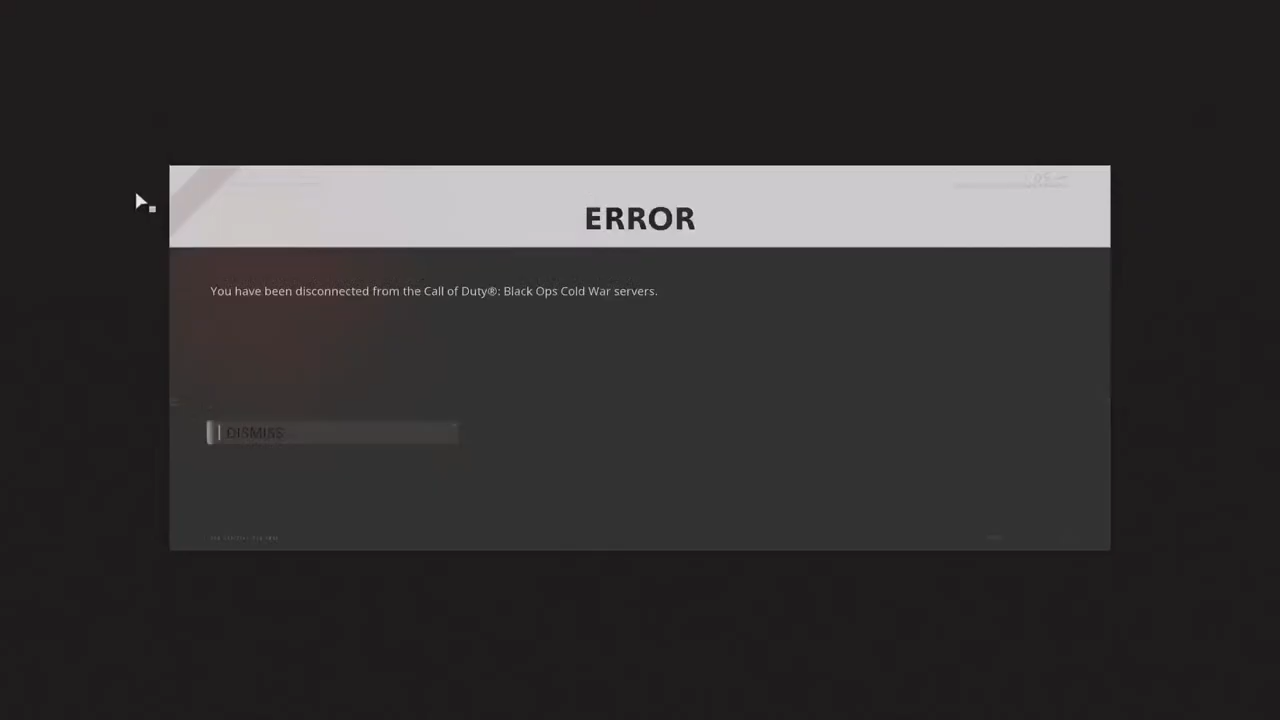 ERROR
You have been disconnected from the Call of Duty®: Black Ops Cold War servers.
DISMISS